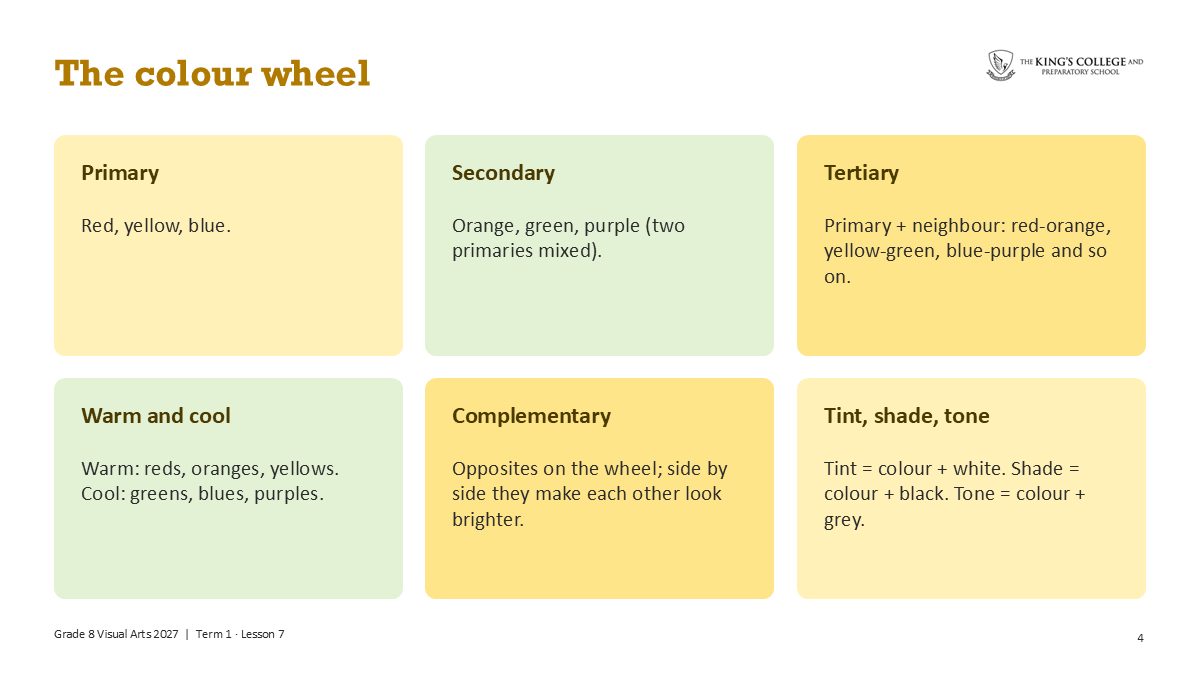 The colour wheel
THE KING'S COLLEGE AND
PREPARATORY SCHOOL
Primary
Red, yellow, blue.
Secondary
Orange, green, purple (two
primaries mixed).
Tertiary
Primary + neighbour: red-orange,
yellow-green, blue-purple and so
on.
Warm and cool
Warm: reds, oranges, yellows.
Cool: greens, blues, purples.
Complementary
Opposites on the wheel; side by
side they make each other look
brighter.
Tint, shade, tone
Tint = colour + white. Shade =
colour + black. Tone = colour +
grey.
Grade 8 Visual Arts 2027 | Term 1 · Lesson 7
4